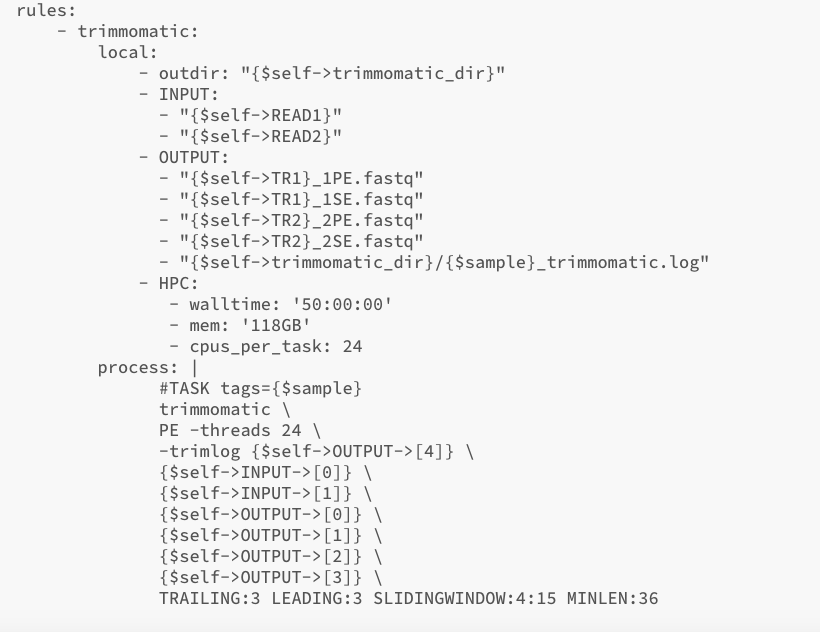 rules:
    - trimmomatic:
        local:
            - outdir: "{$self->trimmomatic_dir}"
            - INPUT:
              - "{$self->READ1}"
              - "{$self->READ2}"
            - OUTPUT:
              - "{$self->TR1}_1PE.fastq"
              - "{$self->TR1}_1SE.fastq"
              - "{$self->TR2}_2PE.fastq"
              - "{$self->TR2}_2SE.fastq"
              - "{$self->trimmomatic_dir}/{$sample}_trimmomatic.log"
            - HPC:
               - walltime: '50:00:00'
               - mem: '118GB'
               - cpus_per_task: 24
        process: |
              #TASK tags={$sample}
              trimmomatic \
              PE -threads 24 \
              -trimlog {$self->OUTPUT->[4]} \
              {$self->INPUT->[0]} \
              {$self->INPUT->[1]} \
              {$self->OUTPUT->[0]} \
              {$self->OUTPUT->[1]} \
              {$self->OUTPUT->[2]} \
              {$self->OUTPUT->[3]} \
              TRAILING:3 LEADING:3 SLIDINGWINDOW:4:15 MINLEN:36